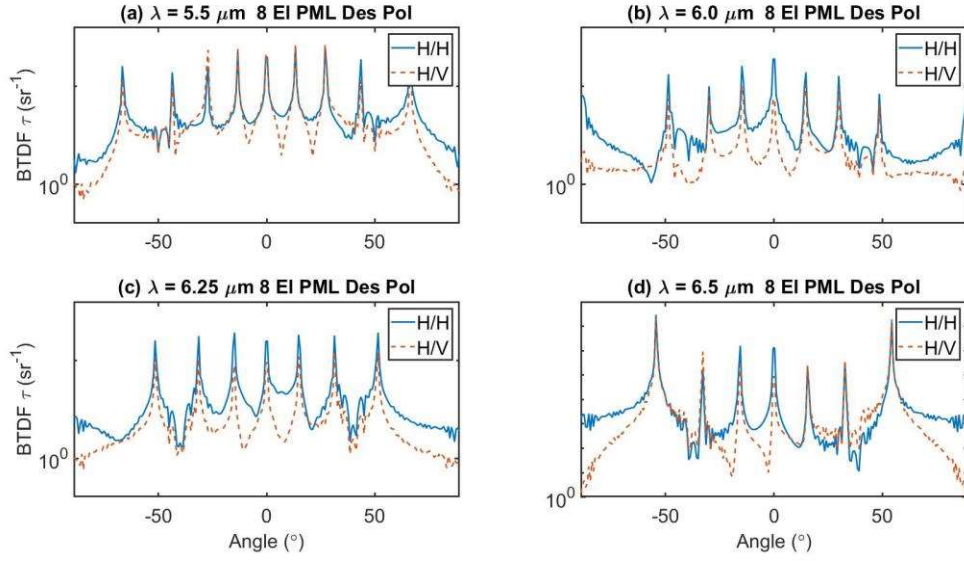 (a) λ = 5.5 μm 8 El PML Des Pol
H/H
H/V
BTDF τ (sr⁻¹)
10⁰
-50 0 50
(b) λ = 6.0 μm 8 El PML Des Pol
H/H
H/V
10⁰
-50 0 50
(c) λ = 6.25 μm 8 El PML Des Pol
H/H
H/V
BTDF τ (sr⁻¹)
10⁰
-50 0 50
Angle (°)
(d) λ = 6.5 μm 8 El PML Des Pol
H/H
H/V
10⁰
-50 0 50
Angle (°)